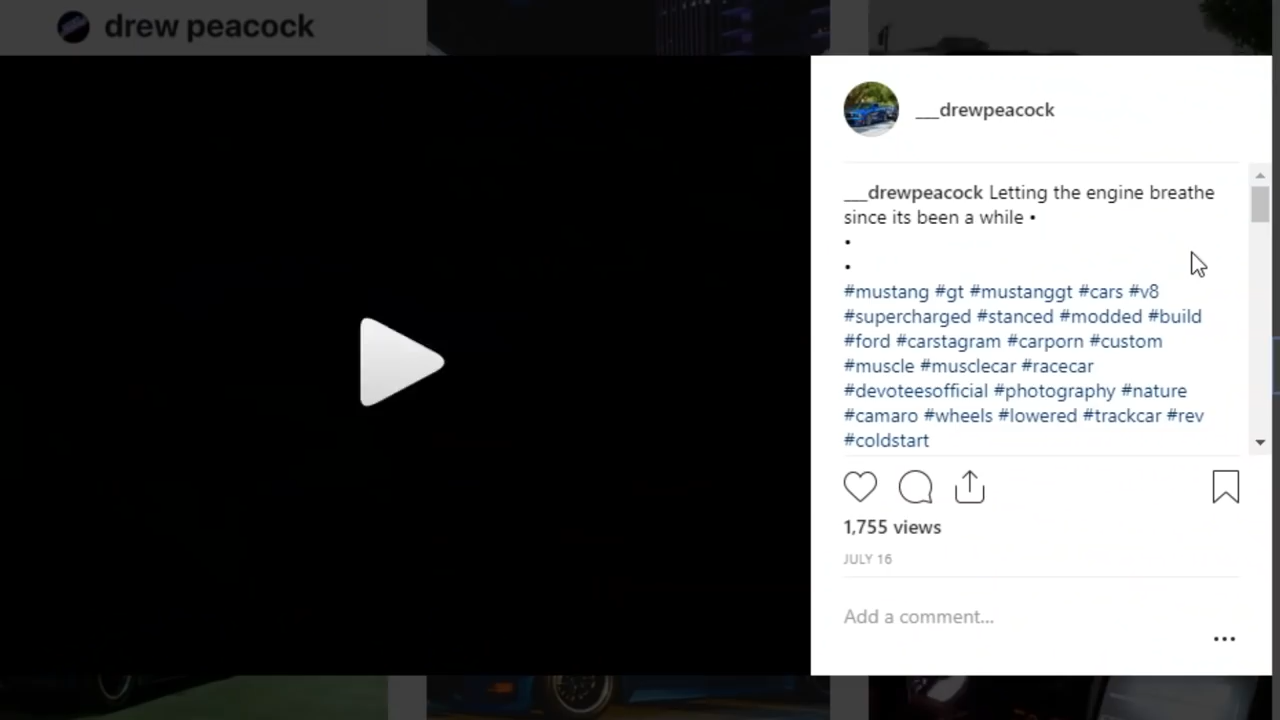 drew peacock
___drewpeacock
___drewpeacock Letting the engine breathe
since its been a while •
•
•
#mustang #gt #mustanggt #cars #v8
#supercharged #stanced #modded #build
#ford #carstagram #carporn #custom
#muscle #musclecar #racecar
#devoteesofficial #photography #nature
#camaro #wheels #lowered #trackcar #rev
#coldstart
1,755 views
JULY 16
Add a comment...